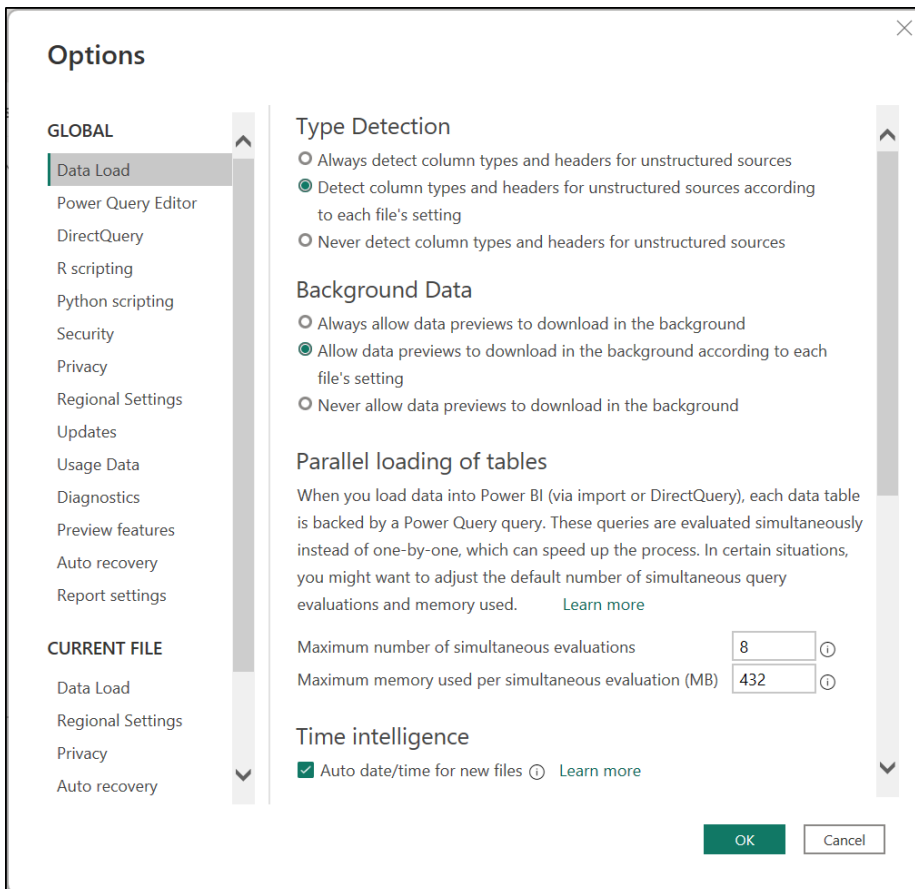 Options
GLOBAL
Data Load
Power Query Editor
DirectQuery
R scripting
Python scripting
Security
Privacy
Regional Settings
Updates
Usage Data
Diagnostics
Preview features
Auto recovery
Report settings
CURRENT FILE
Data Load
Regional Settings
Privacy
Auto recovery
Type Detection
Always detect column types and headers for unstructured sources
Detect column types and headers for unstructured sources according
to each file's setting
Never detect column types and headers for unstructured sources
Background Data
Always allow data previews to download in the background
Allow data previews to download in the background according to each
file's setting
Never allow data previews to download in the background
Parallel loading of tables
When you load data into Power BI (via import or DirectQuery), each data table
is backed by a Power Query query. These queries are evaluated simultaneously
instead of one-by-one, which can speed up the process. In certain situations,
you might want to adjust the default number of simultaneous query
evaluations and memory used. Learn more
Maximum number of simultaneous evaluations 8
Maximum memory used per simultaneous evaluation (MB) 432
Time intelligence
Auto date/time for new files Learn more
OK Cancel